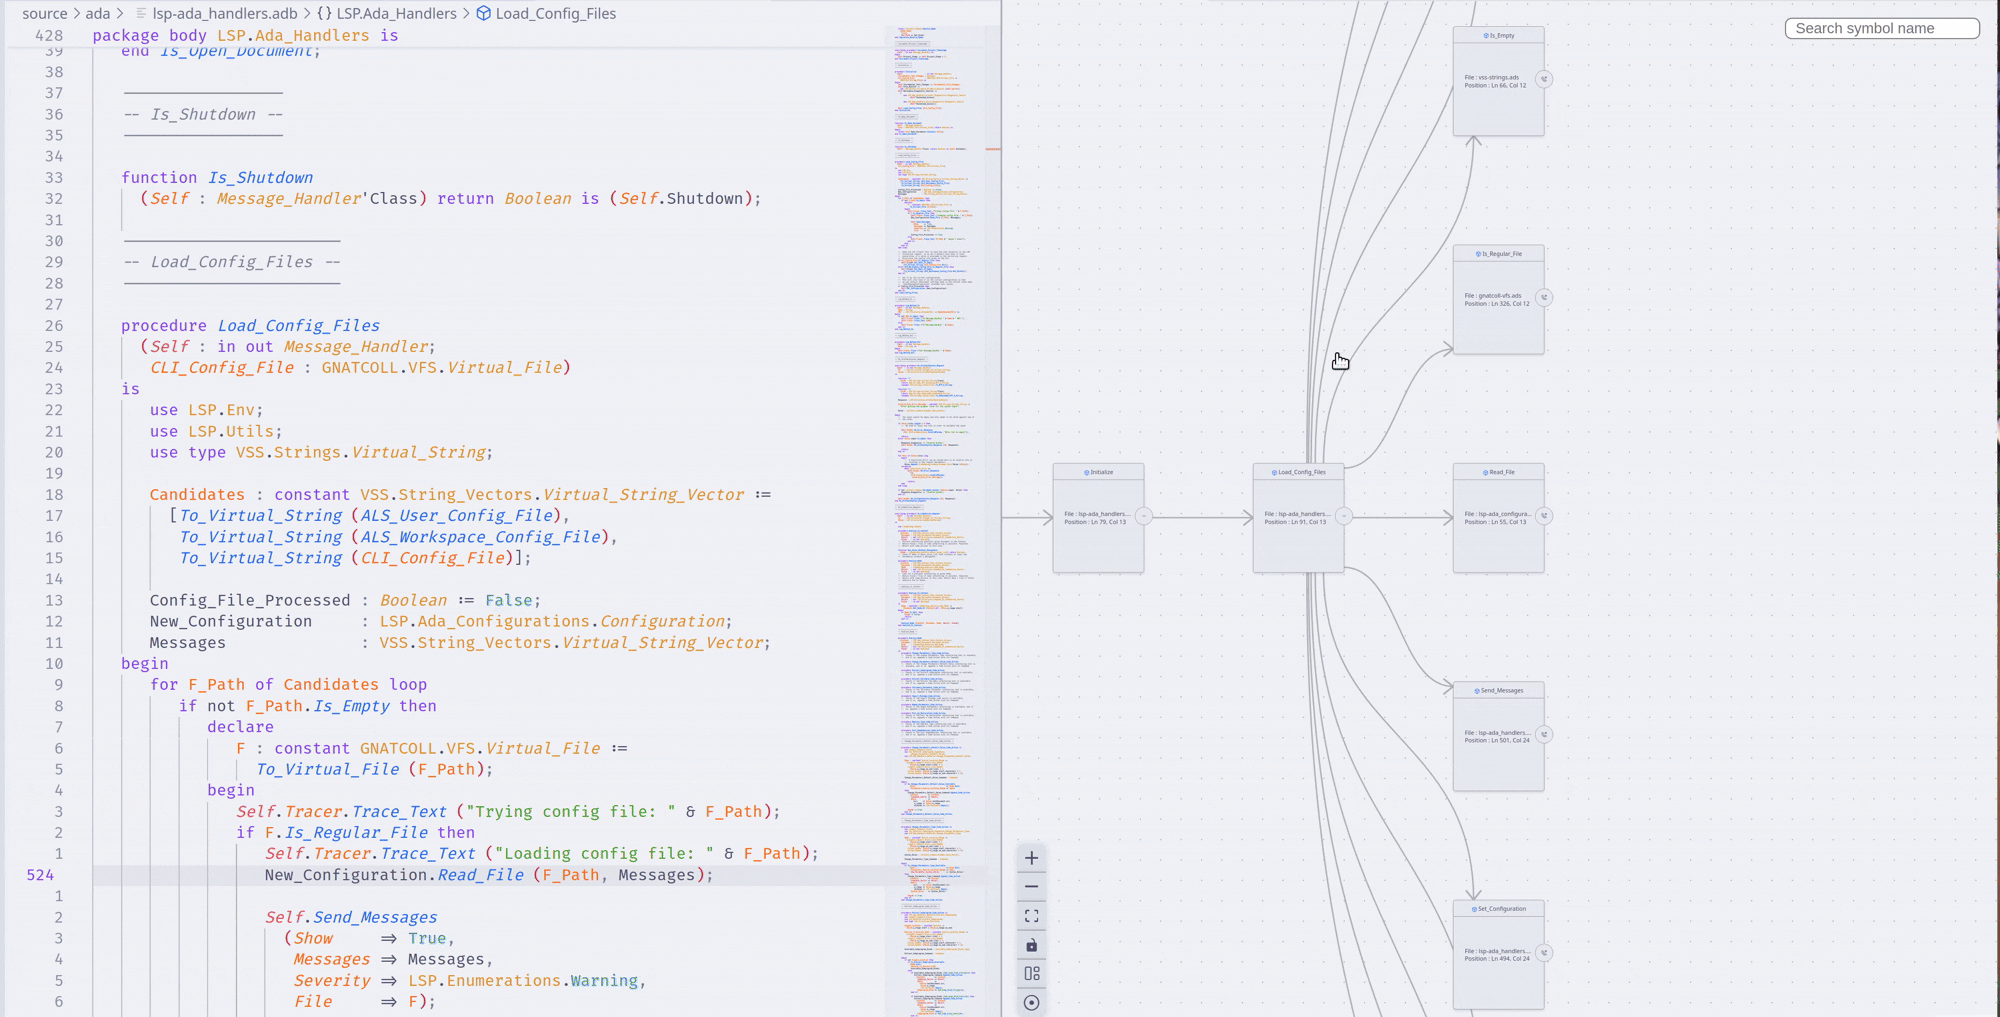 source > ada > lsp-ada_handlers.adb > {} LSP.Ada_Handlers > Load_Config_Files
428 package body LSP.Ada_Handlers is
39 end Is_Open_Document;
38
37
36 -- Is_Shutdown --
35
34
33 function Is_Shutdown
32 (Self : Message_Handler'Class) return Boolean is (Self.Shutdown);
31
30
29 -- Load_Config_Files --
28
27
26 procedure Load_Config_Files
25 (Self : in out Message_Handler;
24 CLI_Config_File : GNATCOLL.VFS.Virtual_File)
23 is
22 use LSP.Env;
21 use LSP.Utils;
20 use type VSS.Strings.Virtual_String;
19
18 Candidates : constant VSS.String_Vectors.Virtual_String_Vector :=
17 [To_Virtual_String (ALS_User_Config_File),
16 To_Virtual_String (ALS_Workspace_Config_File),
15 To_Virtual_String (CLI_Config_File)];
14
13 Config_File_Processed : Boolean := False;
12 New_Configuration : LSP.Ada_Configurations.Configuration;
11 Messages : VSS.String_Vectors.Virtual_String_Vector;
10 begin
9 for F_Path of Candidates loop
8 if not F_Path.Is_Empty then
7 declare
6 F : constant GNATCOLL.VFS.Virtual_File :=
5 To_Virtual_File (F_Path);
4 begin
3 Self.Tracer.Trace_Text ("Trying config file: " & F_Path);
2 if F.Is_Regular_File then
1 Self.Tracer.Trace_Text ("Loading config file: " & F_Path);
524 New_Configuration.Read_File (F_Path, Messages);
1
2 Self.Send_Messages
3 (Show => True,
4 Messages => Messages,
5 Severity => LSP.Enumerations.Warning,
6 File => F);
Search symbol name
Is_Empty
File : vss-strings.ads
Position : Ln 66, Col 12
Is_Regular_File
File : gnatcoll-vfs.ads
Position : Ln 326, Col 12
Initialize
File : lsp-ada_handlers...
Position : Ln 79, Col 13
Load_Config_Files
File : lsp-ada_handlers...
Position : Ln 91, Col 13
Read_File
File : lsp-ada_configura...
Position : Ln 55, Col 13
Send_Messages
File : lsp-ada_handlers...
Position : Ln 501, Col 24
Set_Configuration
File : lsp-ada_handlers...
Position : Ln 494, Col 24